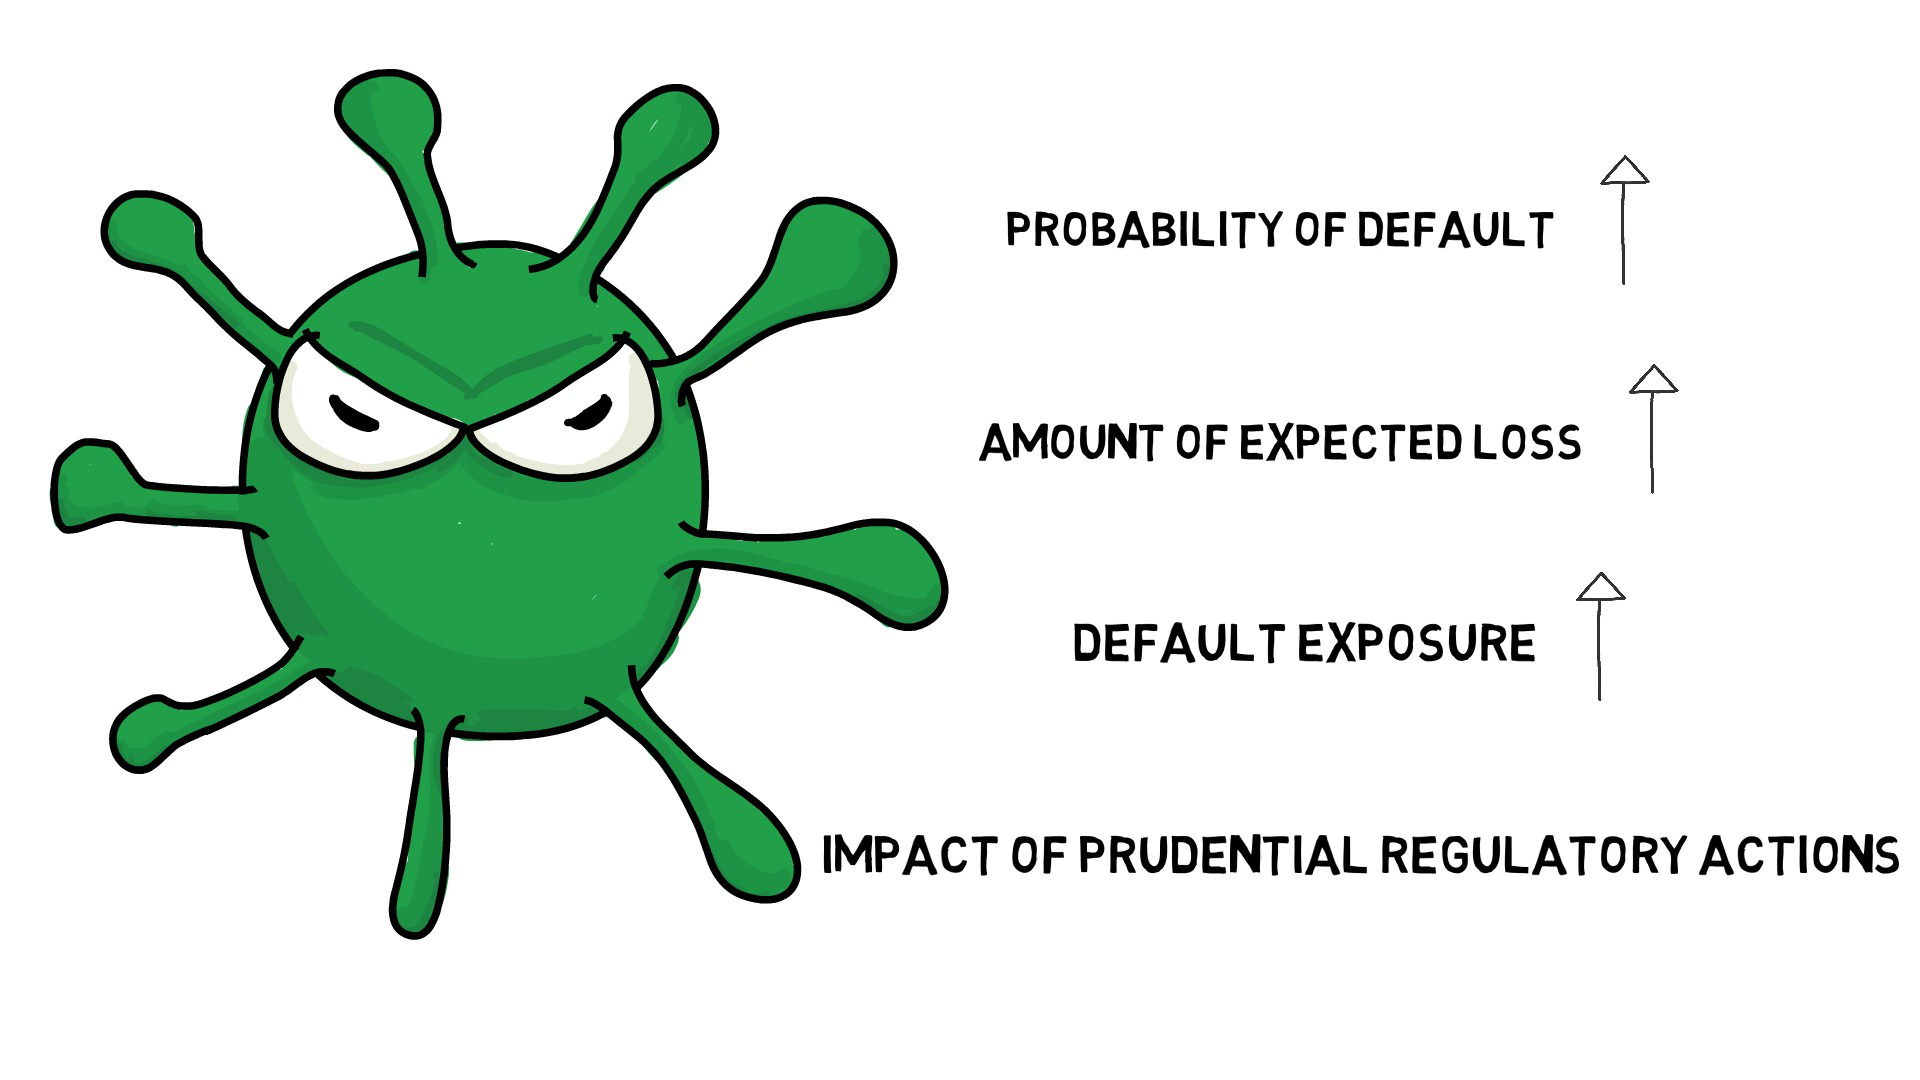 PROBABILITY OF DEFAULT
AMOUNT OF EXPECTED LOSS
DEFAULT EXPOSURE
IMPACT OF PRUDENTIAL REGULATORY ACTIONS